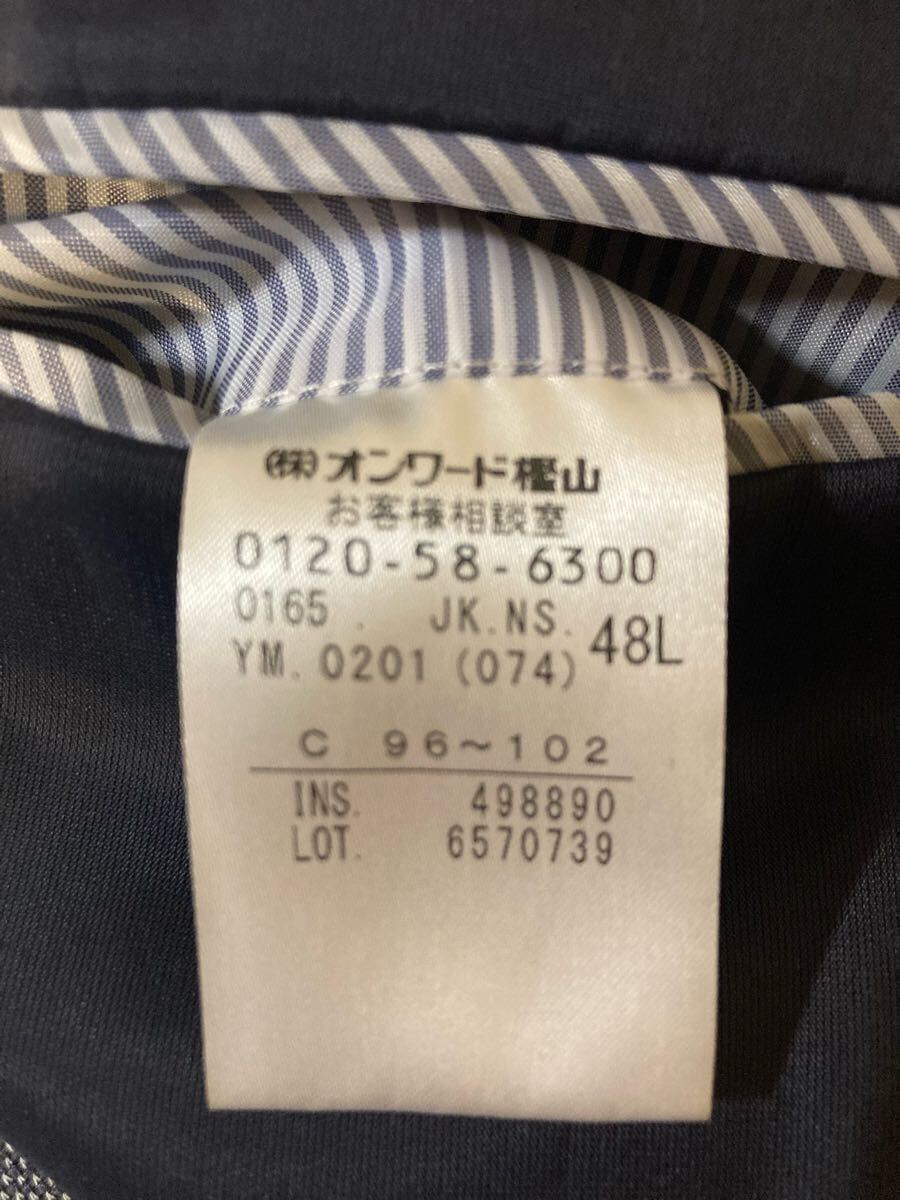 (株)オンワード樫山
お客様相談室
0120-58-6300
0165 . JK.NS. 48L
YM. 0201 (074)
C 96~102
INS. 498890
LOT. 6570739